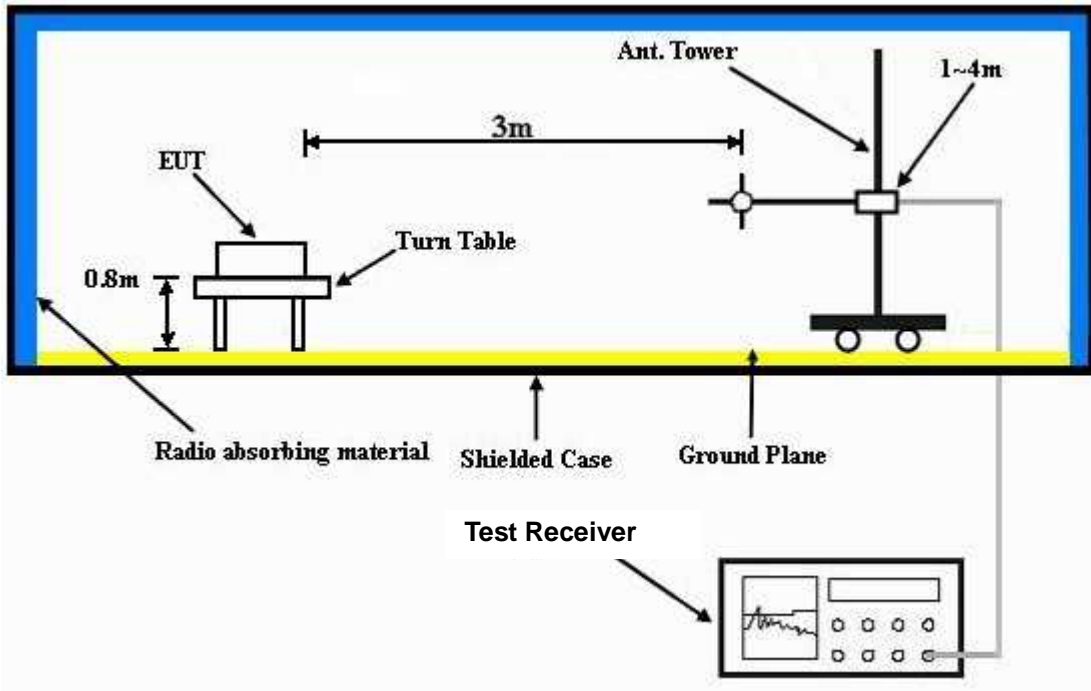 Ant. Tower
1~4m
3m
EUT
Turn Table
0.8m
Radio absorbing material
Shielded Case
Ground Plane
Test Receiver